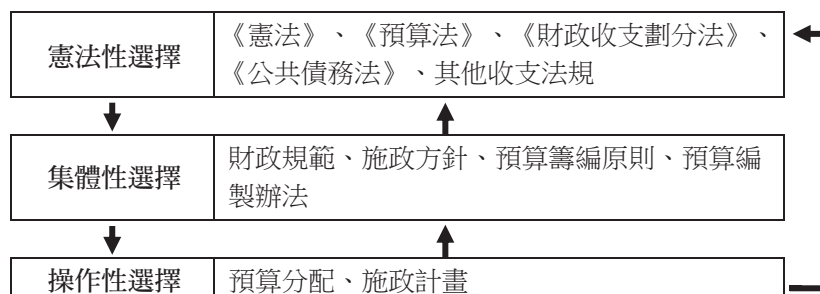 憲法性選擇
《憲法》、《預算法》、《財政收支劃分法》、
《公共債務法》、其他收支法規
集體性選擇
財政規範、施政方針、預算籌編原則、預算編
製辦法
操作性選擇
預算分配、施政計畫